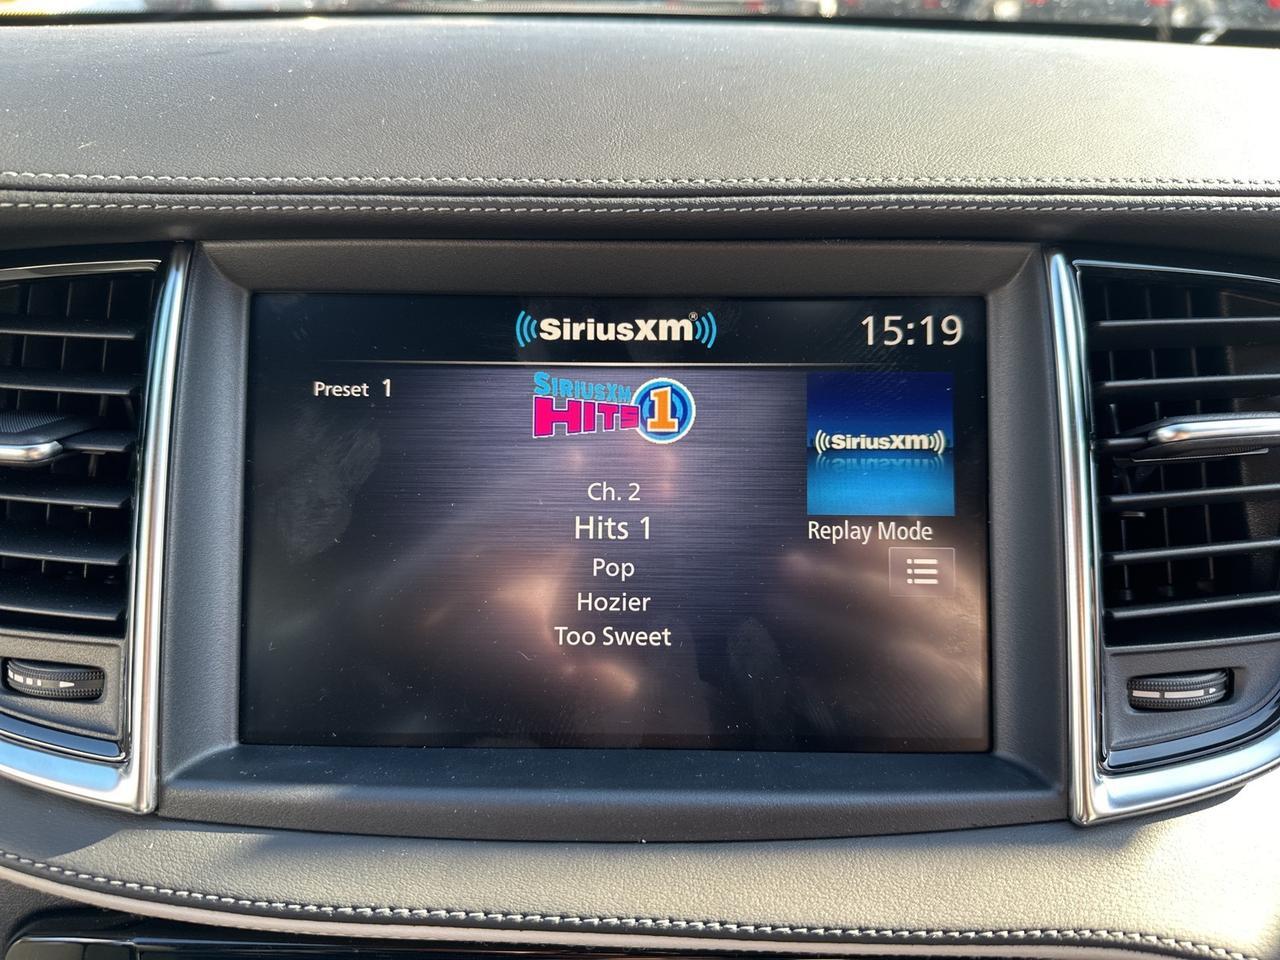 SiriusXM®
15:19
Preset 1
SIRIUSXM
HITS 1
SiriusXM
Ch. 2
Hits 1
Pop
Hozier
Too Sweet
Replay Mode